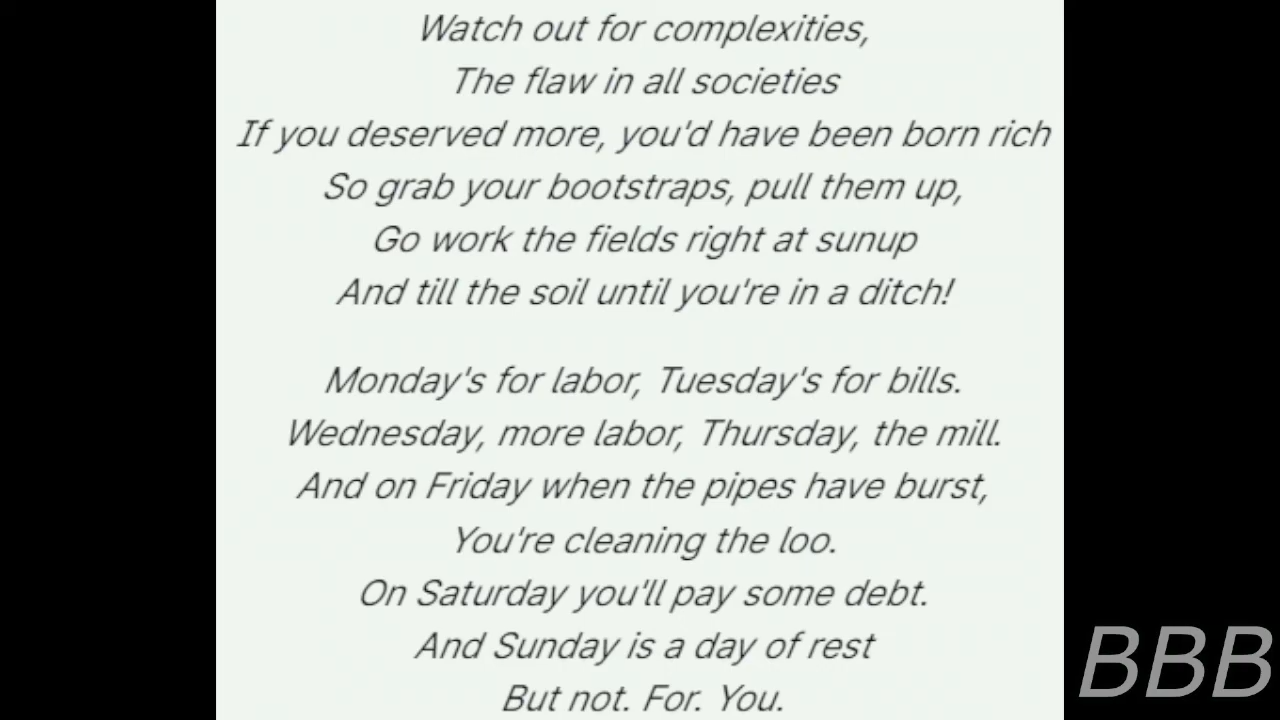 Watch out for complexities,
The flaw in all societies
If you deserved more, you'd have been born rich
So grab your bootstraps, pull them up,
Go work the fields right at sunup
And till the soil until you're in a ditch!
Monday's for labor, Tuesday's for bills.
Wednesday, more labor, Thursday, the mill.
And on Friday when the pipes have burst,
You're cleaning the loo.
On Saturday you'll pay some debt.
And Sunday is a day of rest
But not. For. You.
BBB